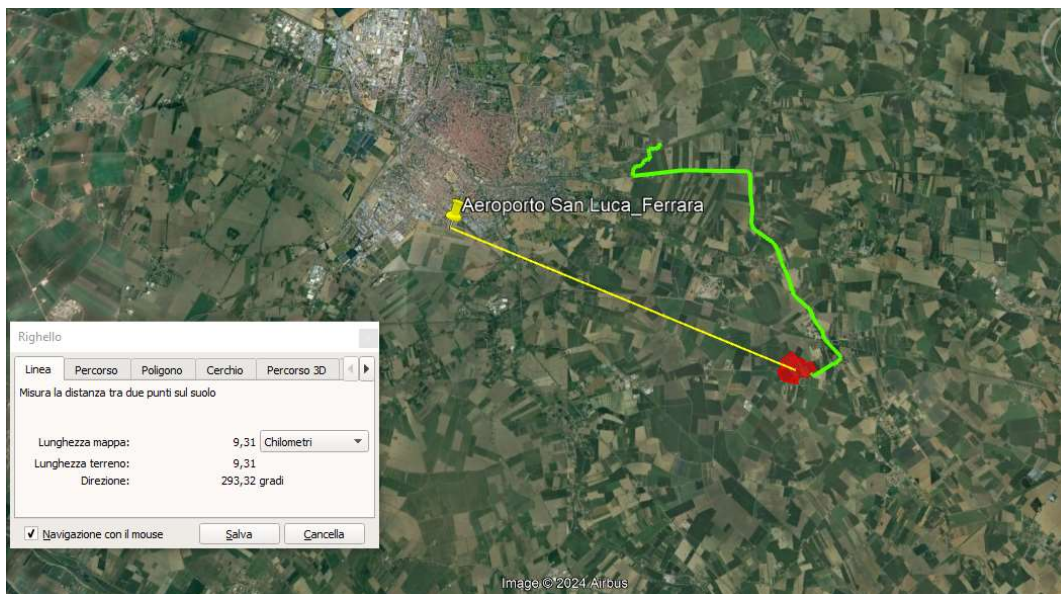 Aeroporto San Luca_Ferrara
Righello
Linea Percorso Poligono Cerchio Percorso 3D
Misura la distanza tra due punti sul suolo
Lunghezza mappa: 9,31 Chilometri
Lunghezza terreno: 9,31
Direzione: 293,32 gradi
Navigazione con il mouse Salva Cancella
Image © 2024 Airbus